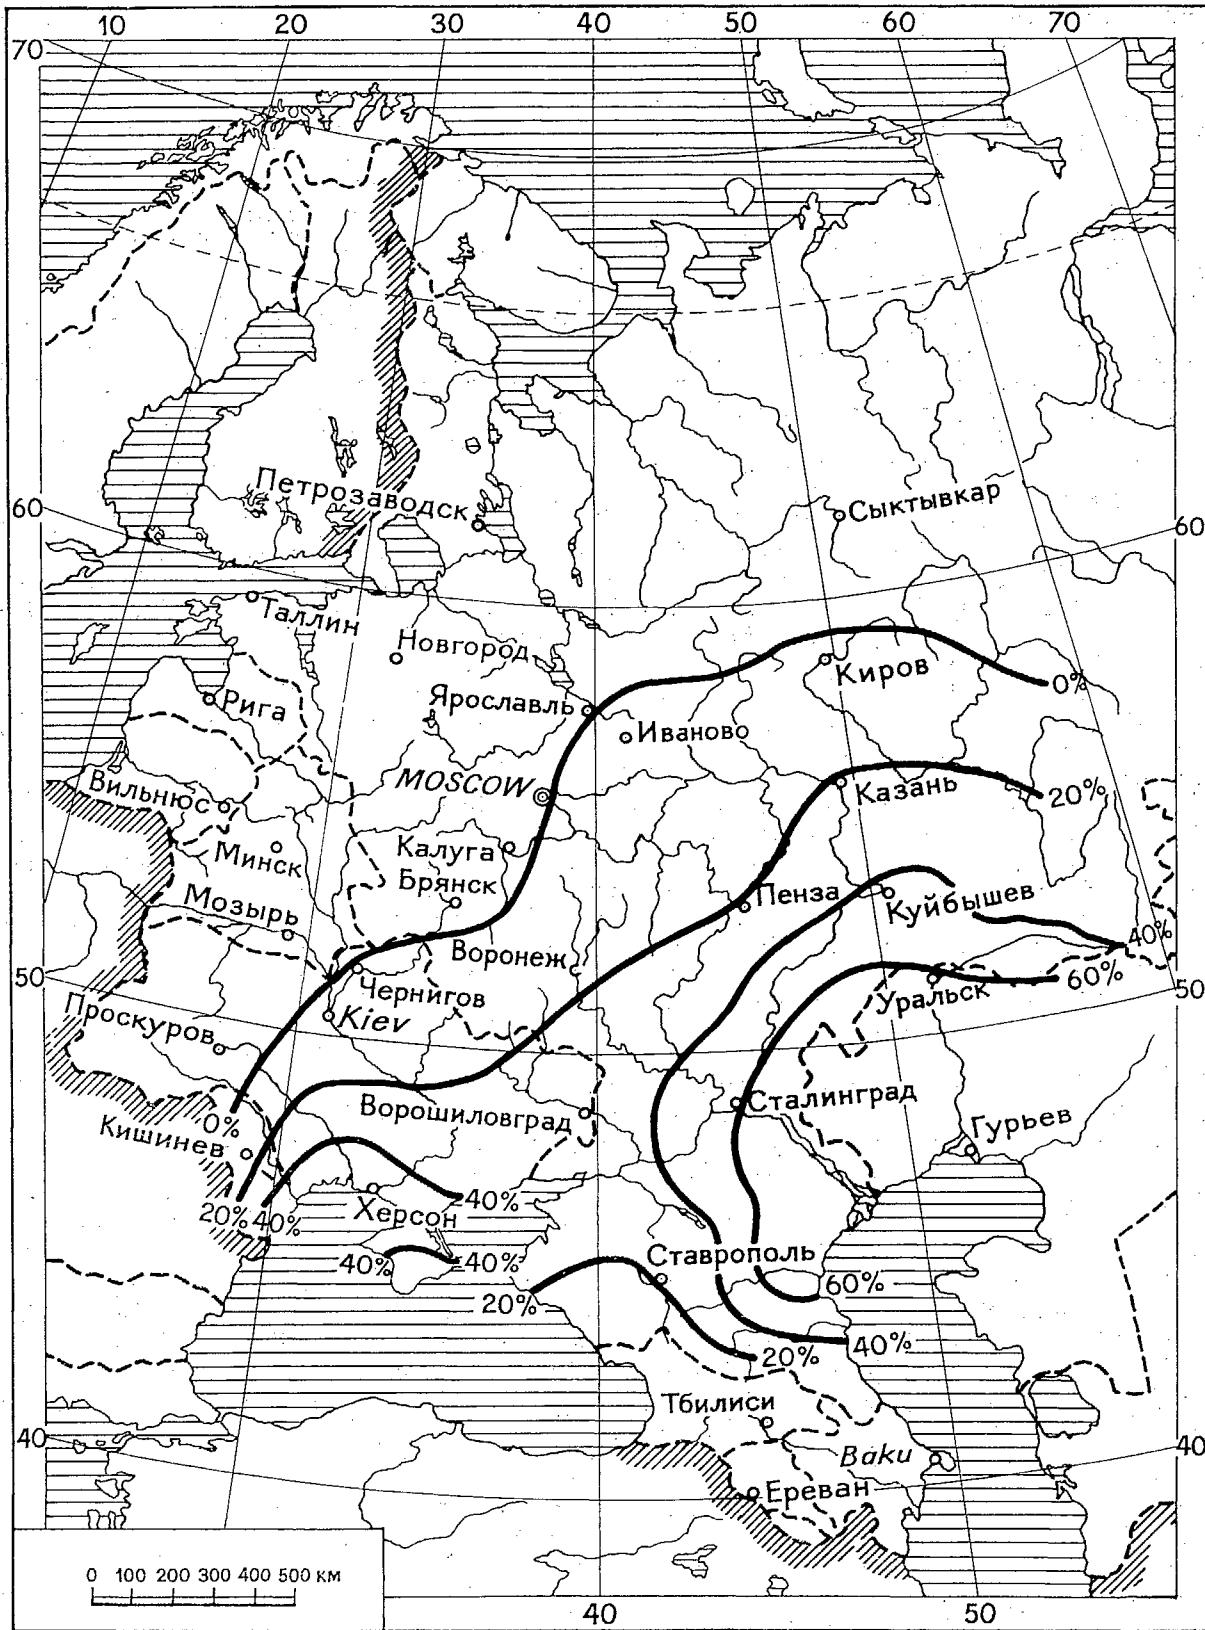 10 20 30 40 50 60 70
70
Петрозаводск
Сыктывкар
60
60
Таллин
Новгород
Киров
0%
Рига
Ярославль
Иваново
MOSCOW
Казань
20%
Вильнюс
Минск
Калуга
Брянск
Пенза
Куйбышев
Мозырь
Воронеж
40%
60%
50
Чернигов
Уральск
50
Проскуров
Kiev
Ворошиловград
Сталинград
0%
Кишинев
Гурьев
20% 40%
Херсон
40%
40%
40%
Ставрополь
20%
60%
20%
40%
Тбилиси
40
Baku
40
Ереван
0 100 200 300 400 500 км
40
50